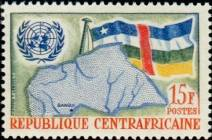 BANGUI
15F
POSTES
REPUBLIQUE CENTRAFRICAINE